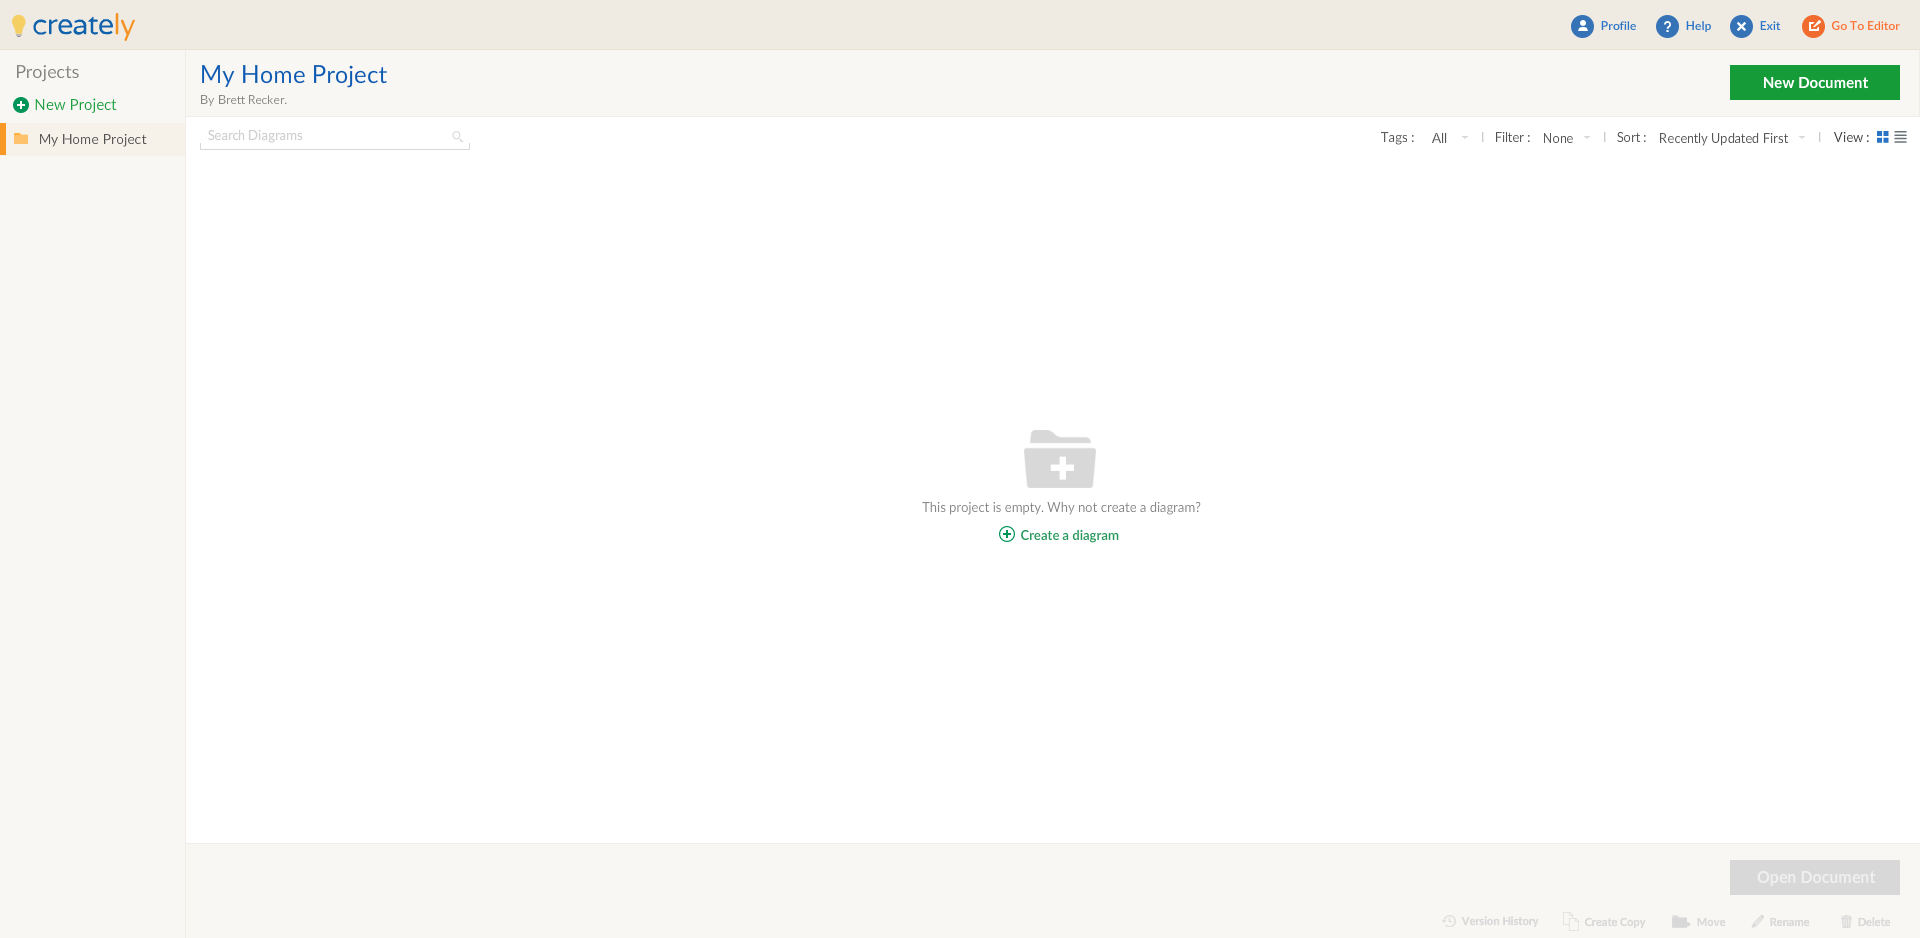 creately
Profile
Help
Exit
Go To Editor
Projects
New Project
My Home Project
My Home Project
By Brett Recker.
New Document
Search Diagrams
Tags : All | Filter : None | Sort : Recently Updated First | View :
This project is empty. Why not create a diagram?
Create a diagram
Open Document
Version History
Create Copy
Move
Rename
Delete